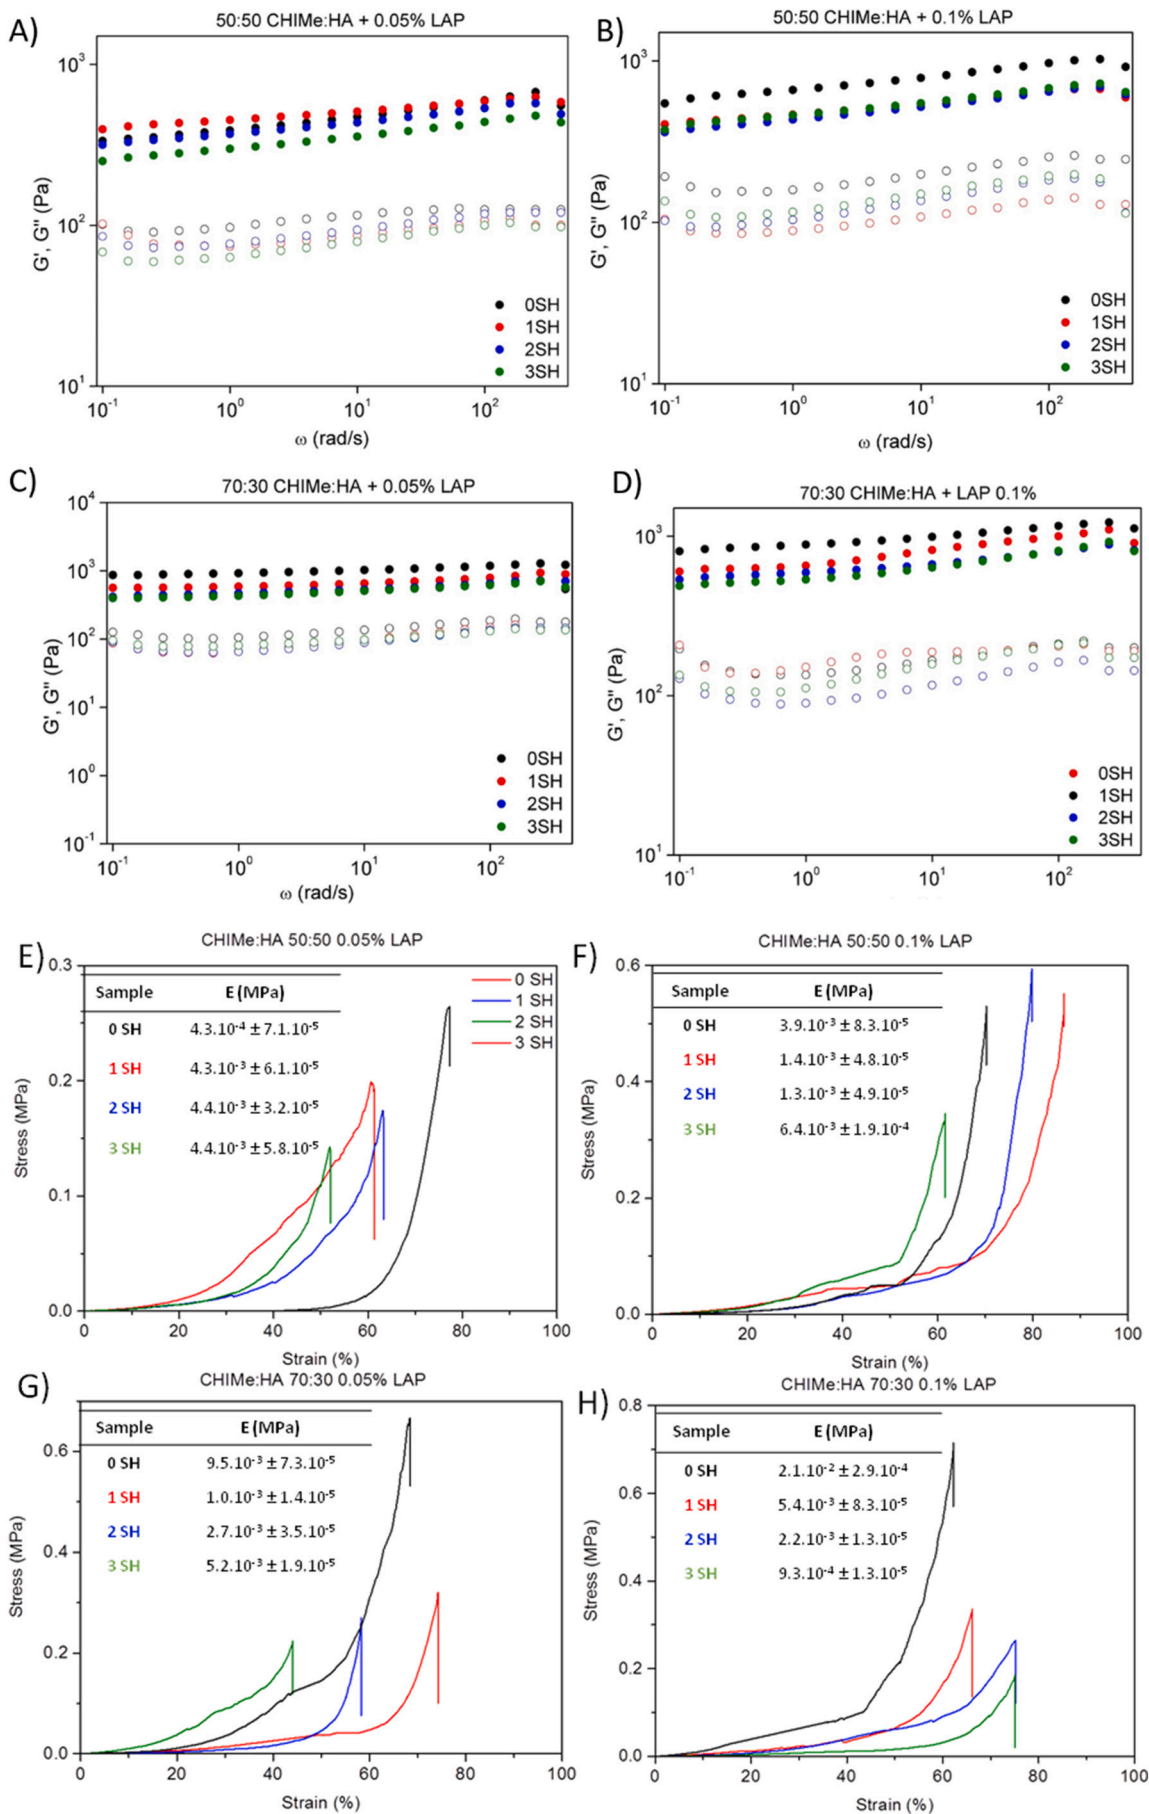 A)
50:50 CHIMe:HA + 0.05% LAP
10³
10²
10¹
G', G'' (Pa)
0SH
1SH
2SH
3SH
10⁻¹ 10⁰ 10¹ 10²
ω (rad/s)
B)
50:50 CHIMe:HA + 0.1% LAP
10³
10²
10¹
G', G'' (Pa)
0SH
1SH
2SH
3SH
10⁻¹ 10⁰ 10¹ 10²
ω (rad/s)
C)
70:30 CHIMe:HA + 0.05% LAP
10⁴
10³
10²
10¹
10⁰
10⁻¹
G', G'' (Pa)
0SH
1SH
2SH
3SH
10⁻¹ 10⁰ 10¹ 10²
ω (rad/s)
D)
70:30 CHIMe:HA + LAP 0.1%
10³
10²
10¹
G', G'' (Pa)
0SH
1SH
2SH
3SH
10⁻¹ 10⁰ 10¹ 10²
E)
CHIMe:HA 50:50 0.05% LAP
0.3
0.2
0.1
0.0
Stress (MPa)
Sample E (MPa)
0 SH 4.3.10⁻⁴ ± 7.1.10⁻⁵
1 SH 4.3.10⁻³ ± 6.1.10⁻⁵
2 SH 4.4.10⁻³ ± 3.2.10⁻⁵
3 SH 4.4.10⁻³ ± 5.8.10⁻⁵
0 SH
1 SH
2 SH
3 SH
0 20 40 60 80 100
Strain (%)
F)
CHIMe:HA 50:50 0.1% LAP
0.6
0.4
0.2
0.0
Stress (MPa)
Sample E (MPa)
0 SH 3.9.10⁻³ ± 8.3.10⁻⁵
1 SH 1.4.10⁻³ ± 4.8.10⁻⁵
2 SH 1.3.10⁻³ ± 4.9.10⁻⁵
3 SH 6.4.10⁻³ ± 1.9.10⁻⁴
0 20 40 60 80 100
Strain (%)
G)
CHIMe:HA 70:30 0.05% LAP
0.6
0.4
0.2
0.0
Stress (MPa)
Sample E (MPa)
0 SH 9.5.10⁻³ ± 7.3.10⁻⁵
1 SH 1.0.10⁻³ ± 1.4.10⁻⁵
2 SH 2.7.10⁻³ ± 3.5.10⁻⁵
3 SH 5.2.10⁻³ ± 1.9.10⁻⁵
0 20 40 60 80 100
Strain (%)
H)
CHIMe:HA 70:30 0.1% LAP
0.8
0.6
0.4
0.2
0.0
Stress (MPa)
Sample E (MPa)
0 SH 2.1.10⁻² ± 2.9.10⁻⁴
1 SH 5.4.10⁻³ ± 8.3.10⁻⁵
2 SH 2.2.10⁻³ ± 1.3.10⁻⁵
3 SH 9.3.10⁻⁴ ± 1.3.10⁻⁵
0 20 40 60 80 100
Strain (%)